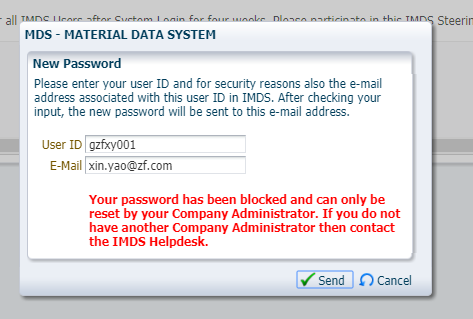 all IMDS Users after System Login for four weeks. Please participate in this IMDS Steerin
MDS - MATERIAL DATA SYSTEM
New Password
Please enter your user ID and for security reasons also the e-mail
address associated with this user ID in IMDS. After checking your
input, the new password will be sent to this e-mail address.
User ID gzfxy001
E-Mail xin.yao@zf.com
Your password has been blocked and can only be
reset by your Company Administrator. If you do not
have another Company Administrator then contact
the IMDS Helpdesk.
Send Cancel